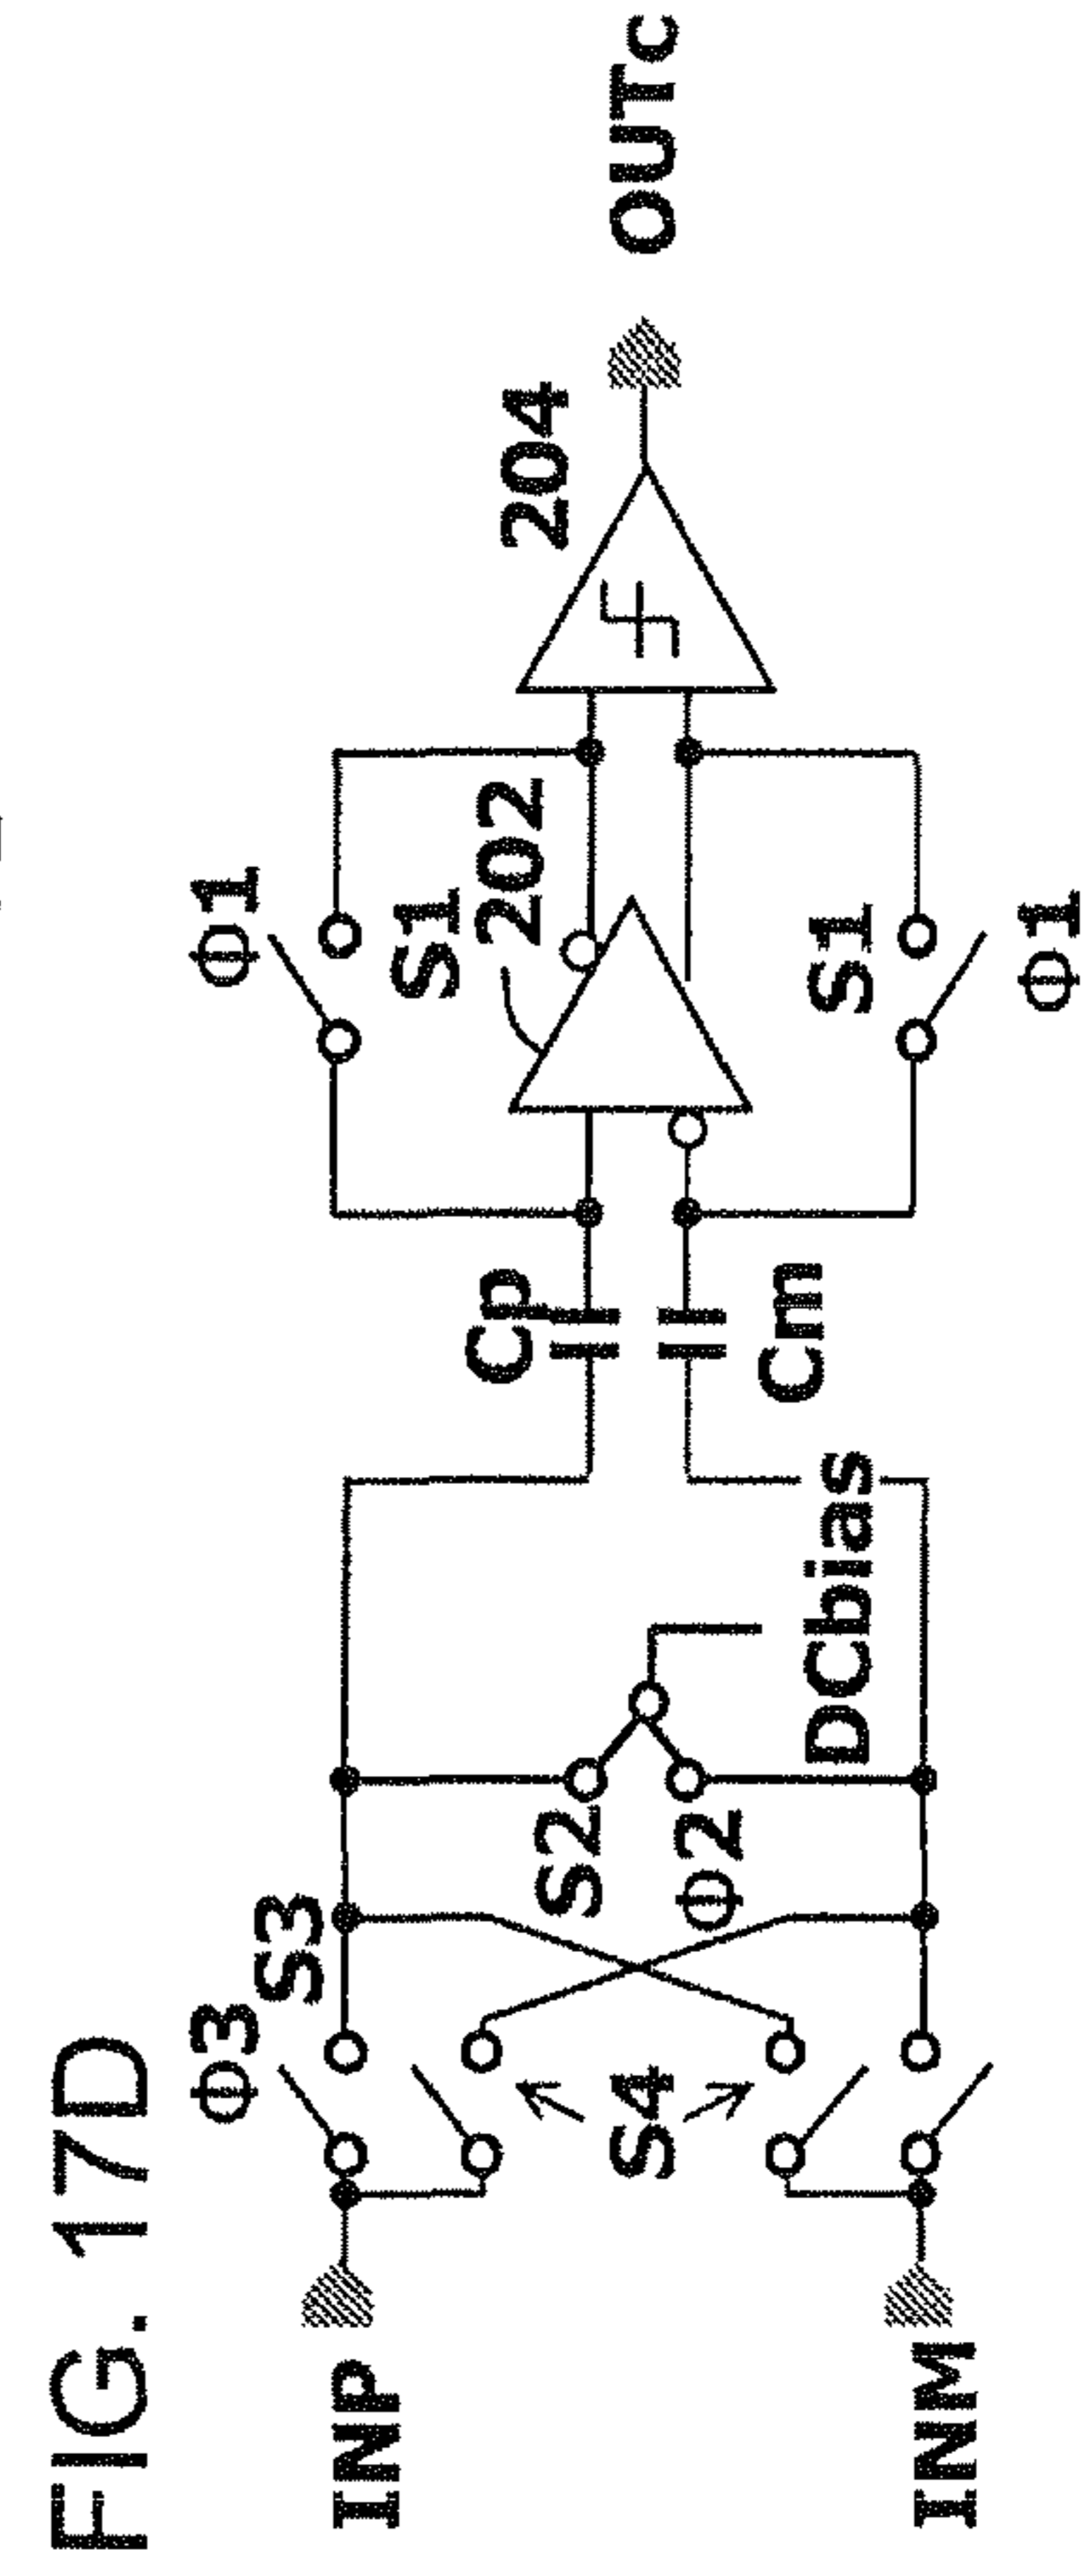 FIG. 17D
Φ3
S3
INP
INM
S4
S2
Φ2
DCbias
Cp
Cm
Φ1
S1
202
S1
Φ1
204
OUTc